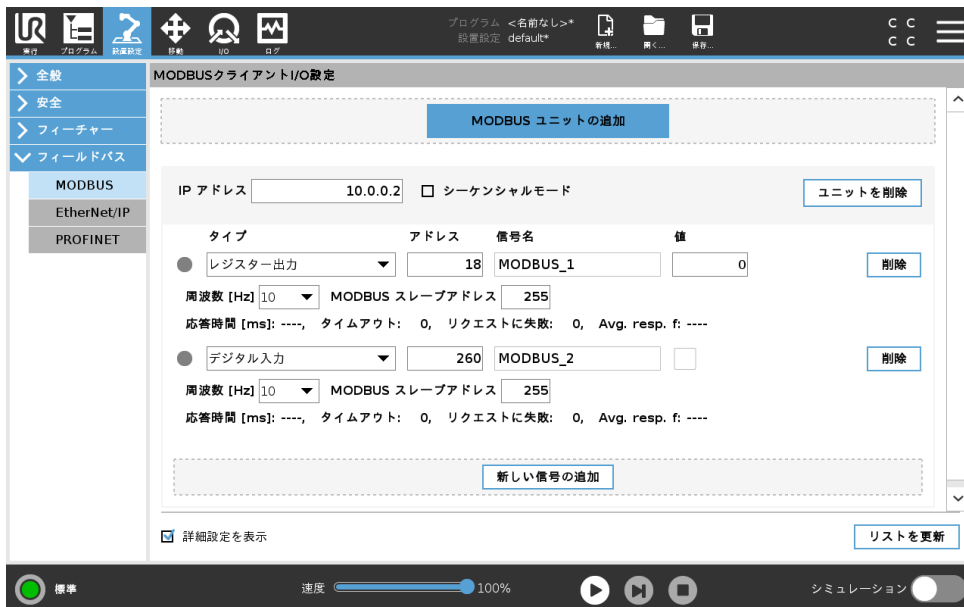 プログラム <名前なし>*
設置設定 default*
実行 プログラム 設置設定 移動 I/O ログ 新規... 開く... 保存...
C C
C C
全般
安全
フィーチャー
フィールドバス
MODBUS
EtherNet/IP
PROFINET
MODBUSクライアントI/O設定
MODBUS ユニットの追加
IP アドレス 10.0.0.2 シーケンシャルモード ユニットを削除
タイプ アドレス 信号名 値
レジスター出力 18 MODBUS_1 0 削除
周波数 [Hz] 10 MODBUS スレーブアドレス 255
応答時間 [ms]: ----, タイムアウト: 0, リクエストに失敗: 0, Avg. resp. f: ----
デジタル入力 260 MODBUS_2 削除
周波数 [Hz] 10 MODBUS スレーブアドレス 255
応答時間 [ms]: ----, タイムアウト: 0, リクエストに失敗: 0, Avg. resp. f: ----
新しい信号の追加
詳細設定を表示 リストを更新
標準 速度 100% シミュレーション